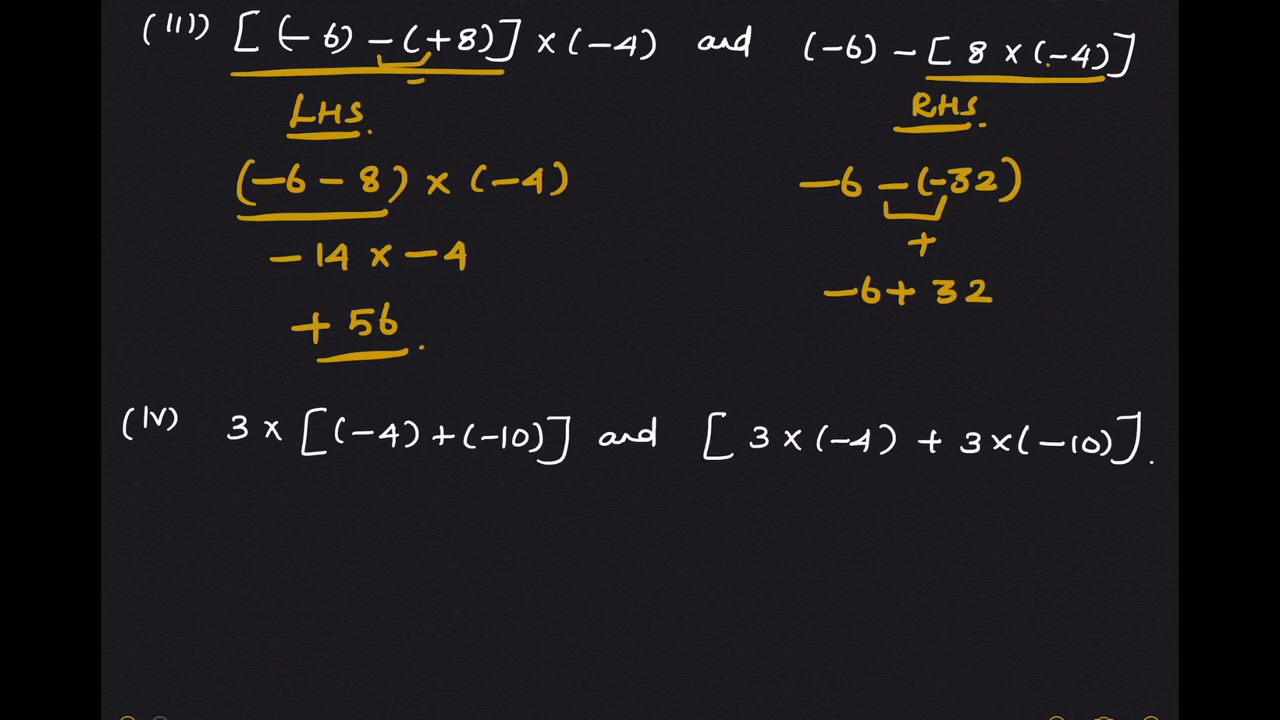 (iii) [(-6) - (+8)] × (-4) and (-6) - [8 × (-4)]
LHS. RHS.
(-6 - 8) × (-4) -6 - (-32)
+
-14 × -4
-6 + 32
+ 56.
(iv) 3 × [(-4) + (-10)] and [3 × (-4) + 3 × (-10)].